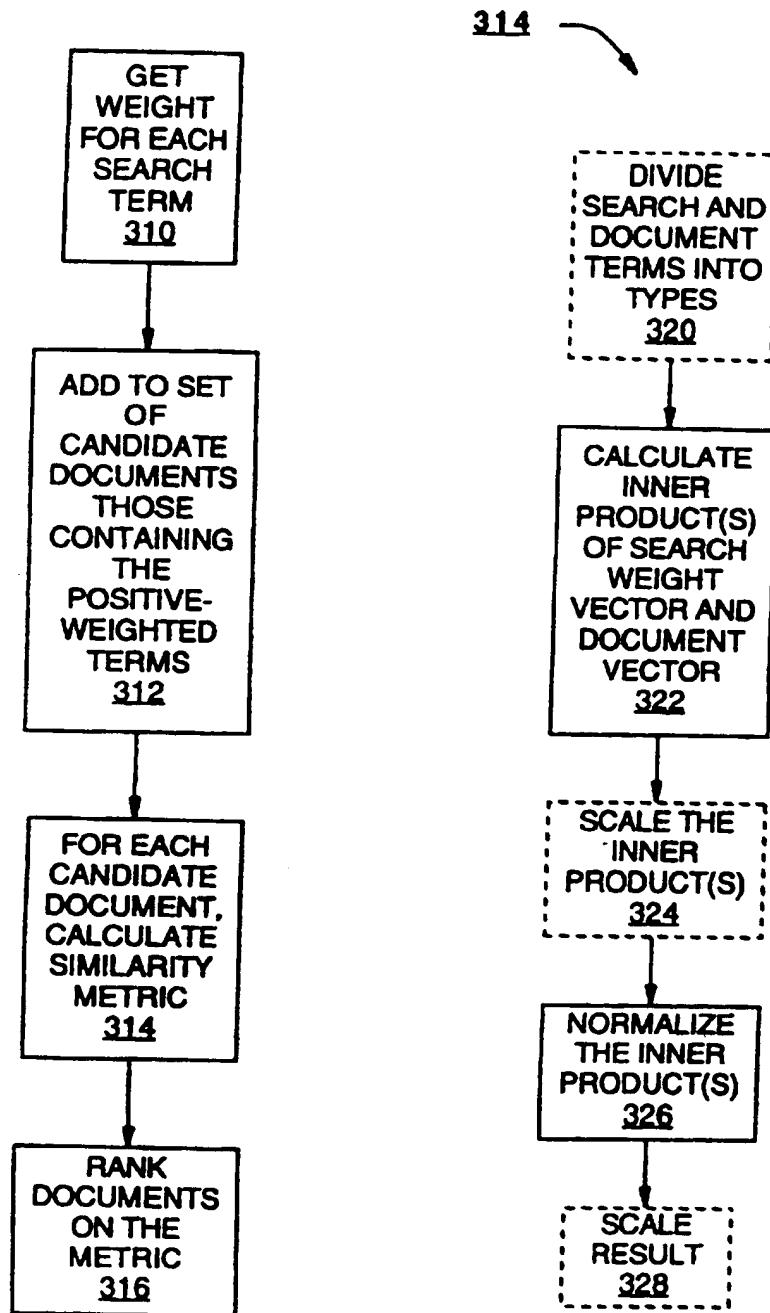 GET
WEIGHT
FOR EACH
SEARCH
TERM
310
ADD TO SET
OF
CANDIDATE
DOCUMENTS
THOSE
CONTAINING
THE
POSITIVE-
WEIGHTED
TERMS
312
FOR EACH
CANDIDATE
DOCUMENT,
CALCULATE
SIMILARITY
METRIC
314
RANK
DOCUMENTS
ON THE
METRIC
316
314
DIVIDE
SEARCH AND
DOCUMENT
TERMS INTO
TYPES
320
CALCULATE
INNER
PRODUCT(S)
OF SEARCH
WEIGHT
VECTOR AND
DOCUMENT
VECTOR
322
SCALE THE
INNER
PRODUCT(S)
324
NORMALIZE
THE INNER
PRODUCT(S)
326
SCALE
RESULT
328